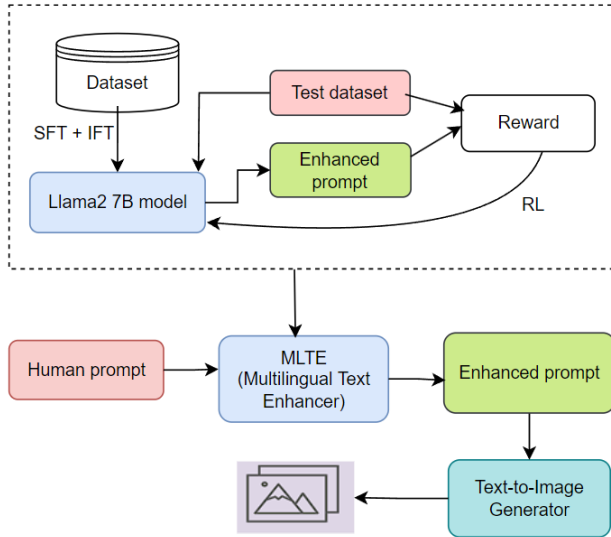 Dataset
SFT + IFT
Test dataset
Reward
Enhanced
prompt
Llama2 7B model
RL
Human prompt
MLTE
(Multilingual Text
Enhancer)
Enhanced prompt
Text-to-Image
Generator